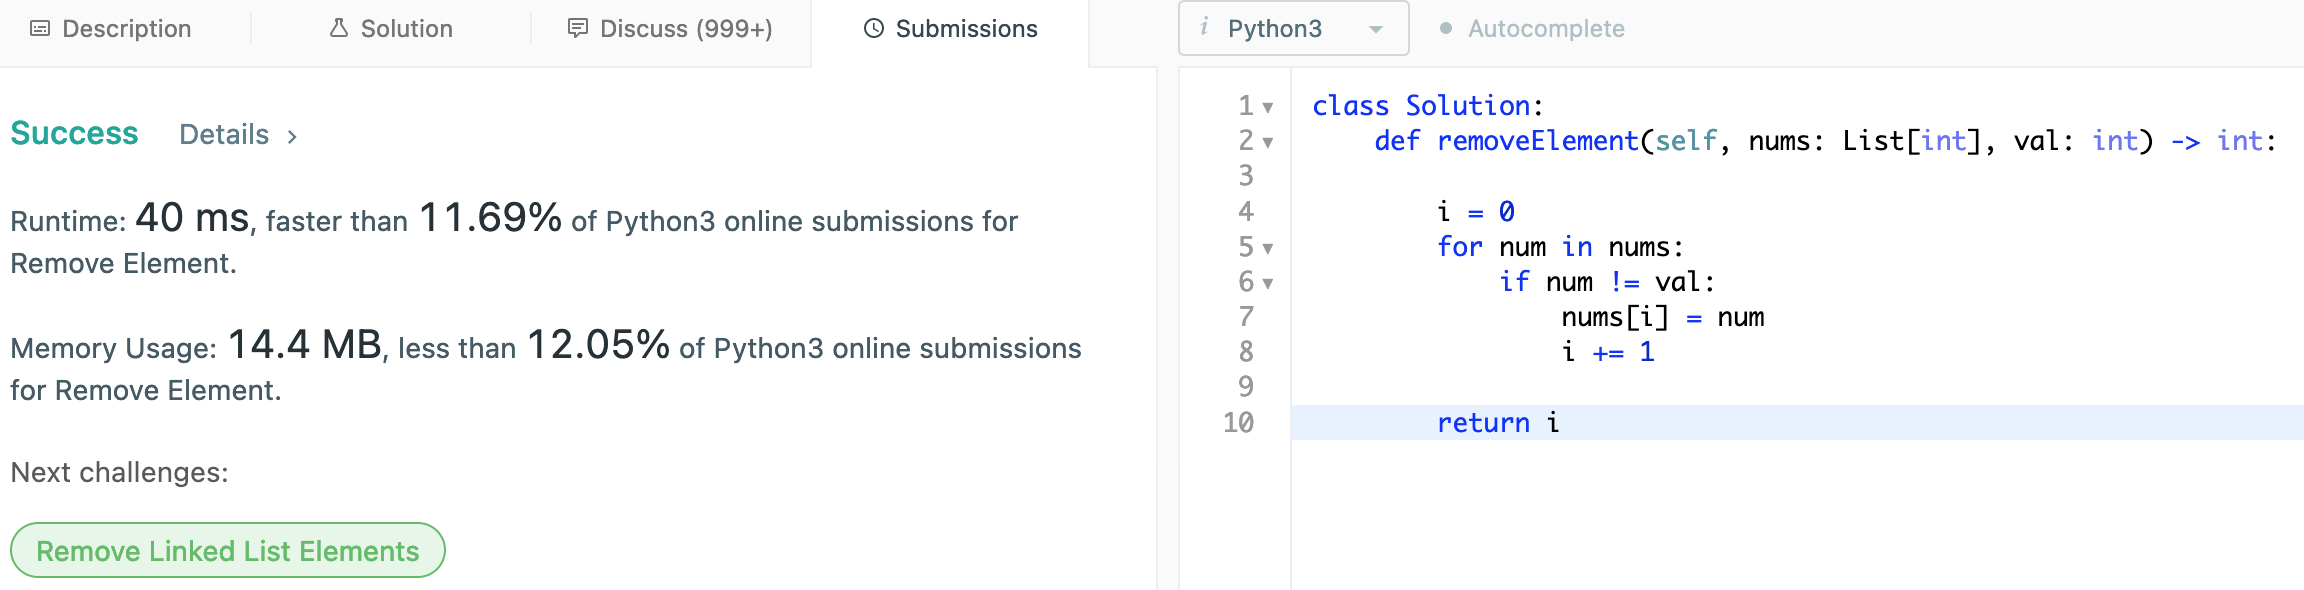 Description
Solution
Discuss (999+)
Submissions
i Python3
Autocomplete
Success Details >
Runtime: 40 ms, faster than 11.69% of Python3 online submissions for
Remove Element.
Memory Usage: 14.4 MB, less than 12.05% of Python3 online submissions
for Remove Element.
Next challenges:
Remove Linked List Elements
1 class Solution:
2     def removeElement(self, nums: List[int], val: int) -> int:
3
4         i = 0
5         for num in nums:
6             if num != val:
7                 nums[i] = num
8                 i += 1
9
10         return i